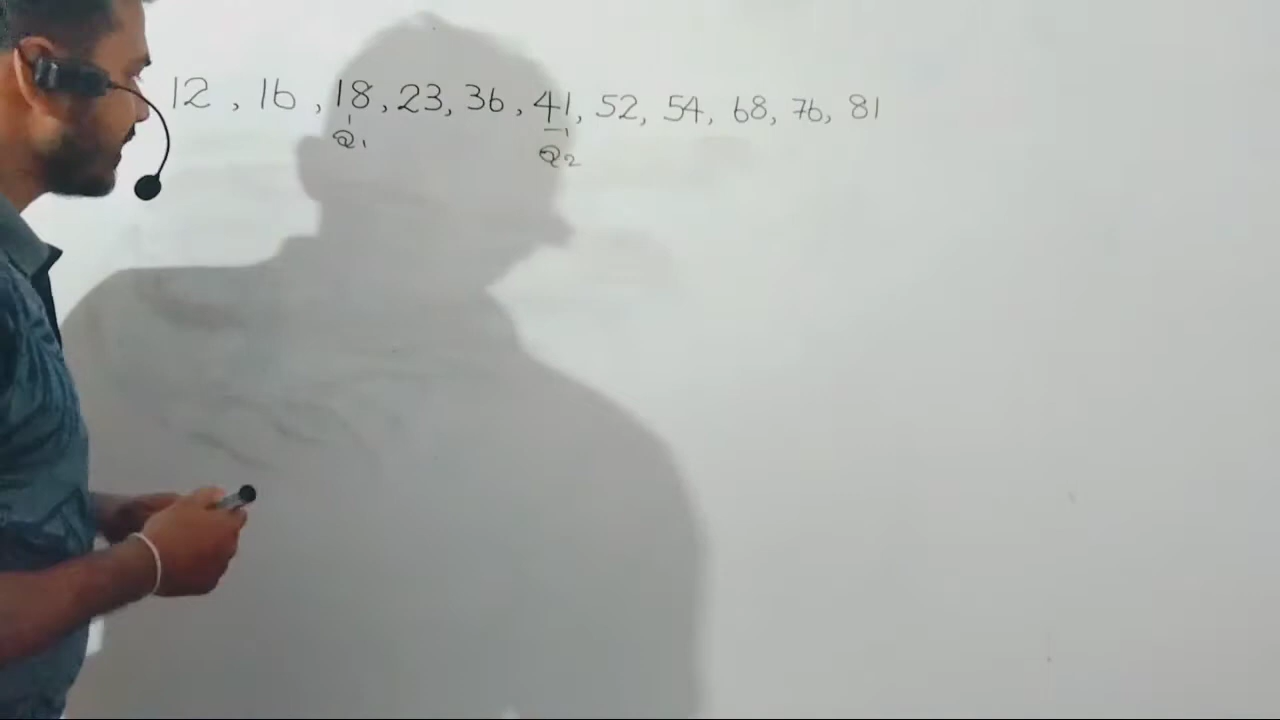 12 , 16 , 18, 23, 36, 41, 52, 54, 68, 76, 81
Q1 Q2